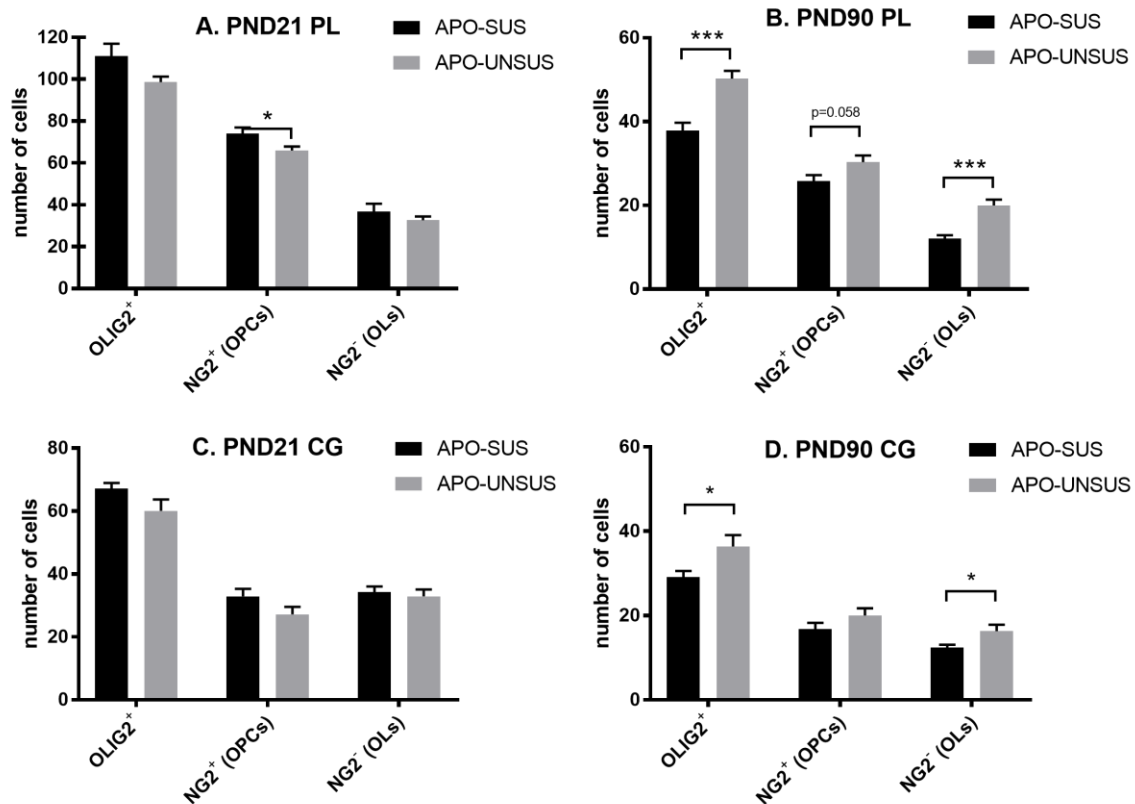 A. PND21 PL
APO-SUS
APO-UNSUS
number of cells
120
100
80
60
40
20
0
*
OLIG2⁺
NG2⁺ (OPCs)
NG2⁻ (OLs)
B. PND90 PL
APO-SUS
APO-UNSUS
number of cells
60
40
20
0
***
p=0.058
***
OLIG2⁺
NG2⁺ (OPCs)
NG2⁻ (OLs)
C. PND21 CG
APO-SUS
APO-UNSUS
number of cells
80
60
40
20
0
OLIG2⁺
NG2⁺ (OPCs)
NG2⁻ (OLs)
D. PND90 CG
APO-SUS
APO-UNSUS
number of cells
60
40
20
0
*
*
OLIG2⁺
NG2⁺ (OPCs)
NG2⁻ (OLs)